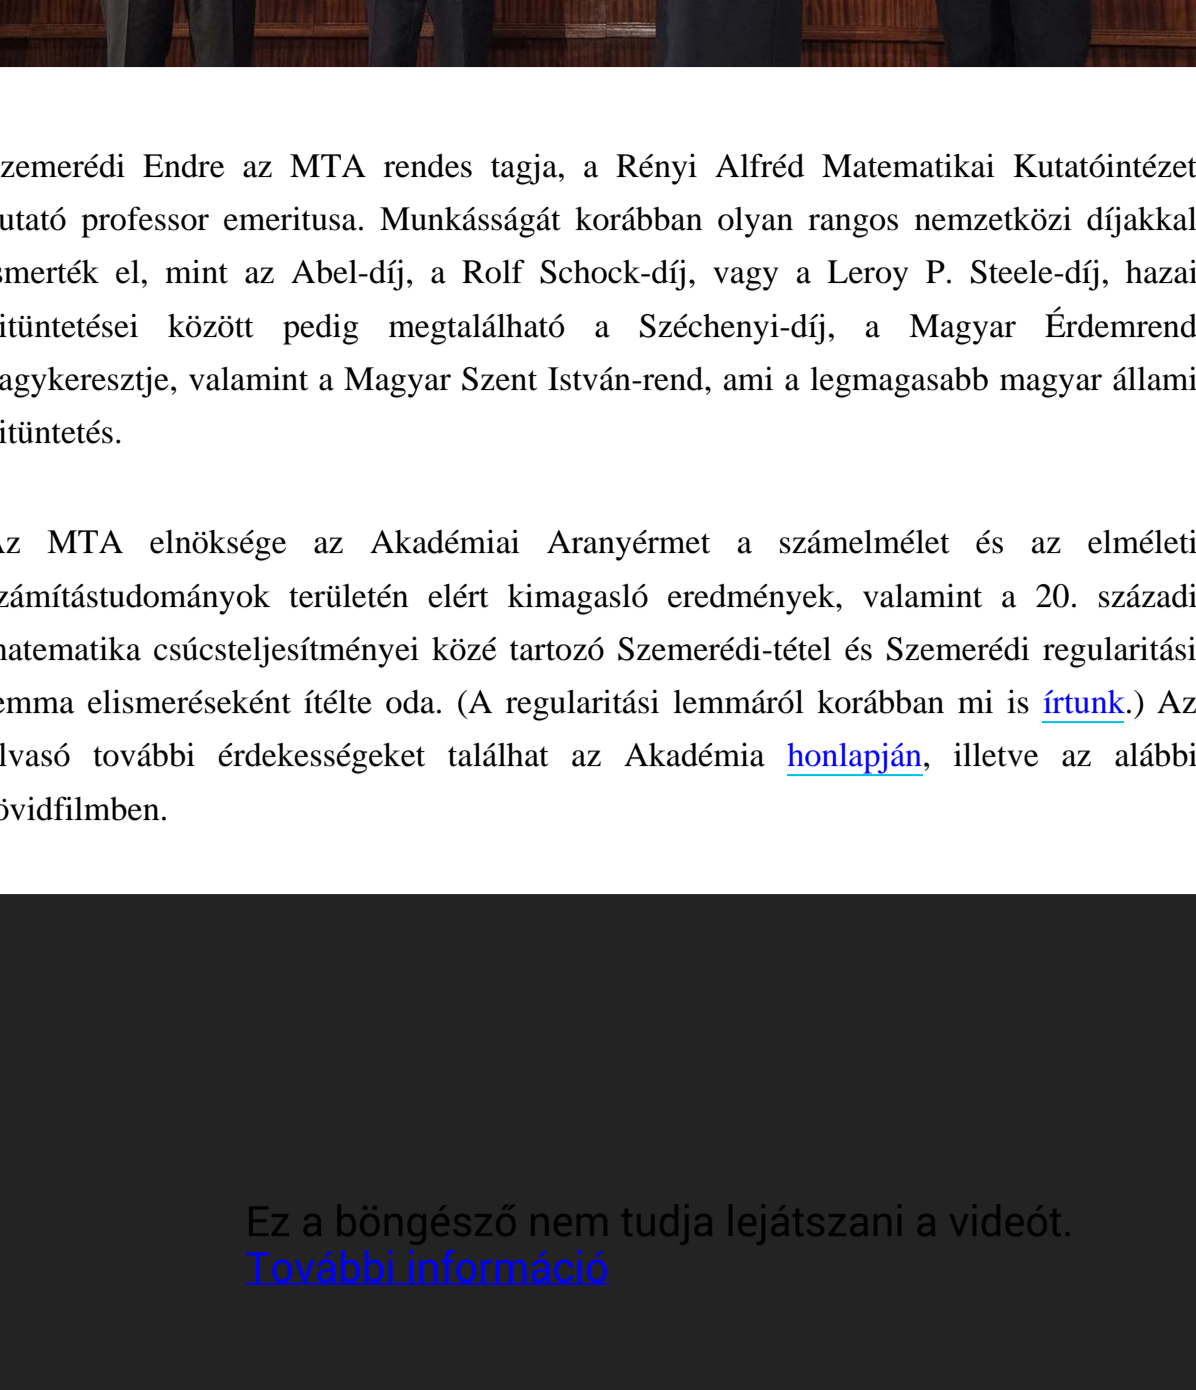 zemerédi Endre az MTA rendes tagja, a Rényi Alfréd Matematikai Kutatóintézet
utató professor emeritusa. Munkásságát korábban olyan rangos nemzetközi díjakkal
smerték el, mint az Abel-díj, a Rolf Schock-díj, vagy a Leroy P. Steele-díj, hazai
itüntetései között pedig megtalálható a Széchenyi-díj, a Magyar Érdemrend
agykeresztje, valamint a Magyar Szent István-rend, ami a legmagasabb magyar állami
itüntetés.
Az MTA elnöksége az Akadémiai Aranyérmet a számelmélet és az elméleti
zámítástudományok területén elért kimagasló eredmények, valamint a 20. századi
matematika csúcsteljesítményei közé tartozó Szemerédi-tétel és Szemerédi regularitási
emma elismeréseként ítélte oda. (A regularitási lemmáról korábban mi is írtunk.) Az
lvasó további érdekességeket találhat az Akadémia honlapján, illetve az alábbi
övidfilmben.
Ez a böngésző nem tudja lejátszani a videót.
További információ